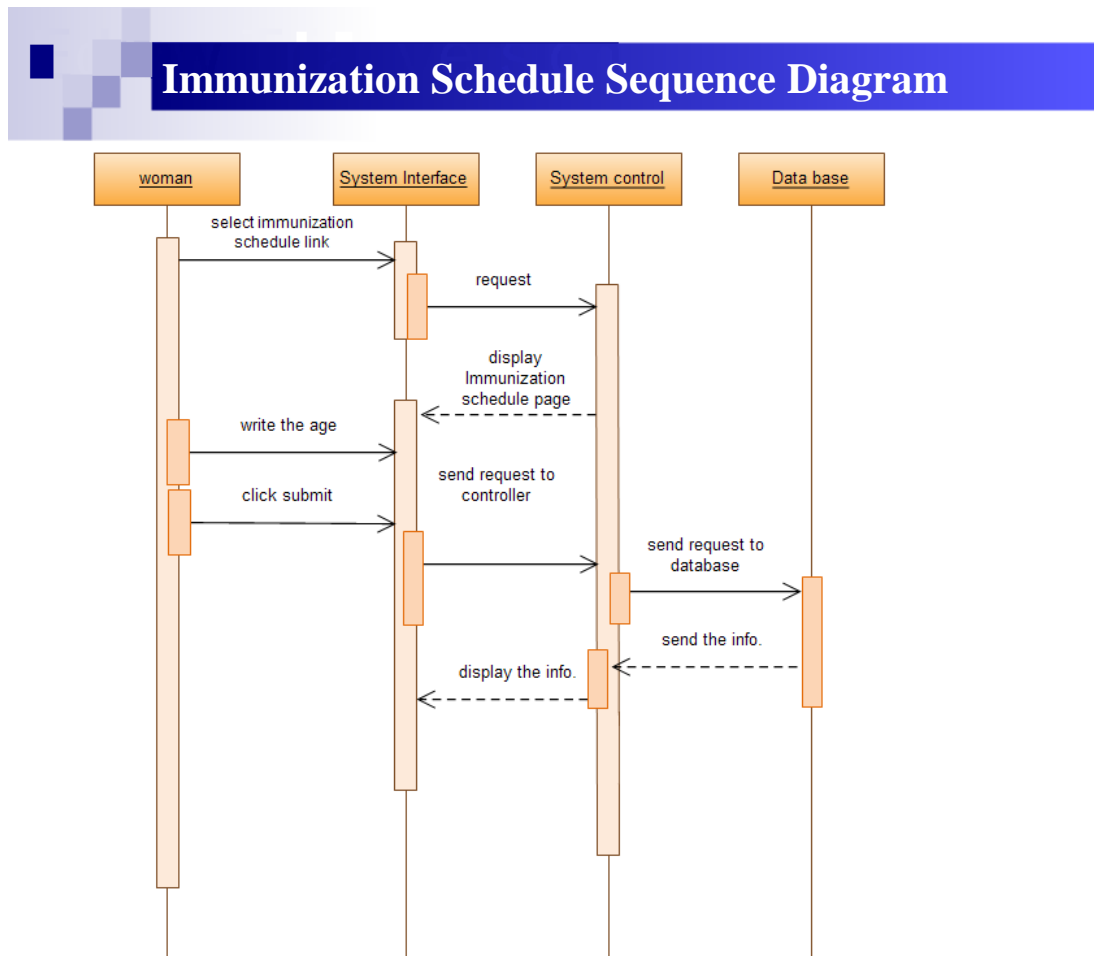 Immunization Schedule Sequence Diagram
woman
System Interface
System control
Data base
select immunization
schedule link
request
display
Immunization
schedule page
write the age
send request to
controller
click submit
send request to
database
send the info.
display the info.